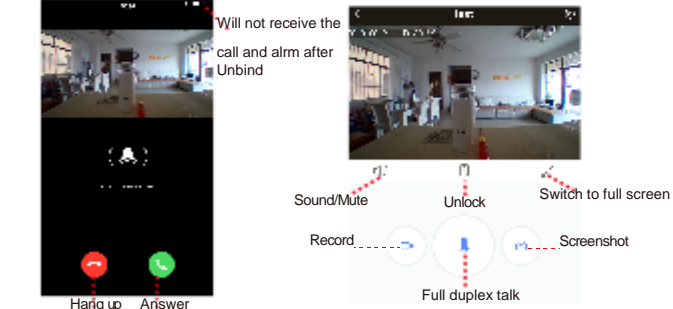 Will not receive the
call and alrm after
Unbind
Hang up
Answer
Sound/Mute
Unlock
Switch to full screen
Record
Screenshot
Full duplex talk